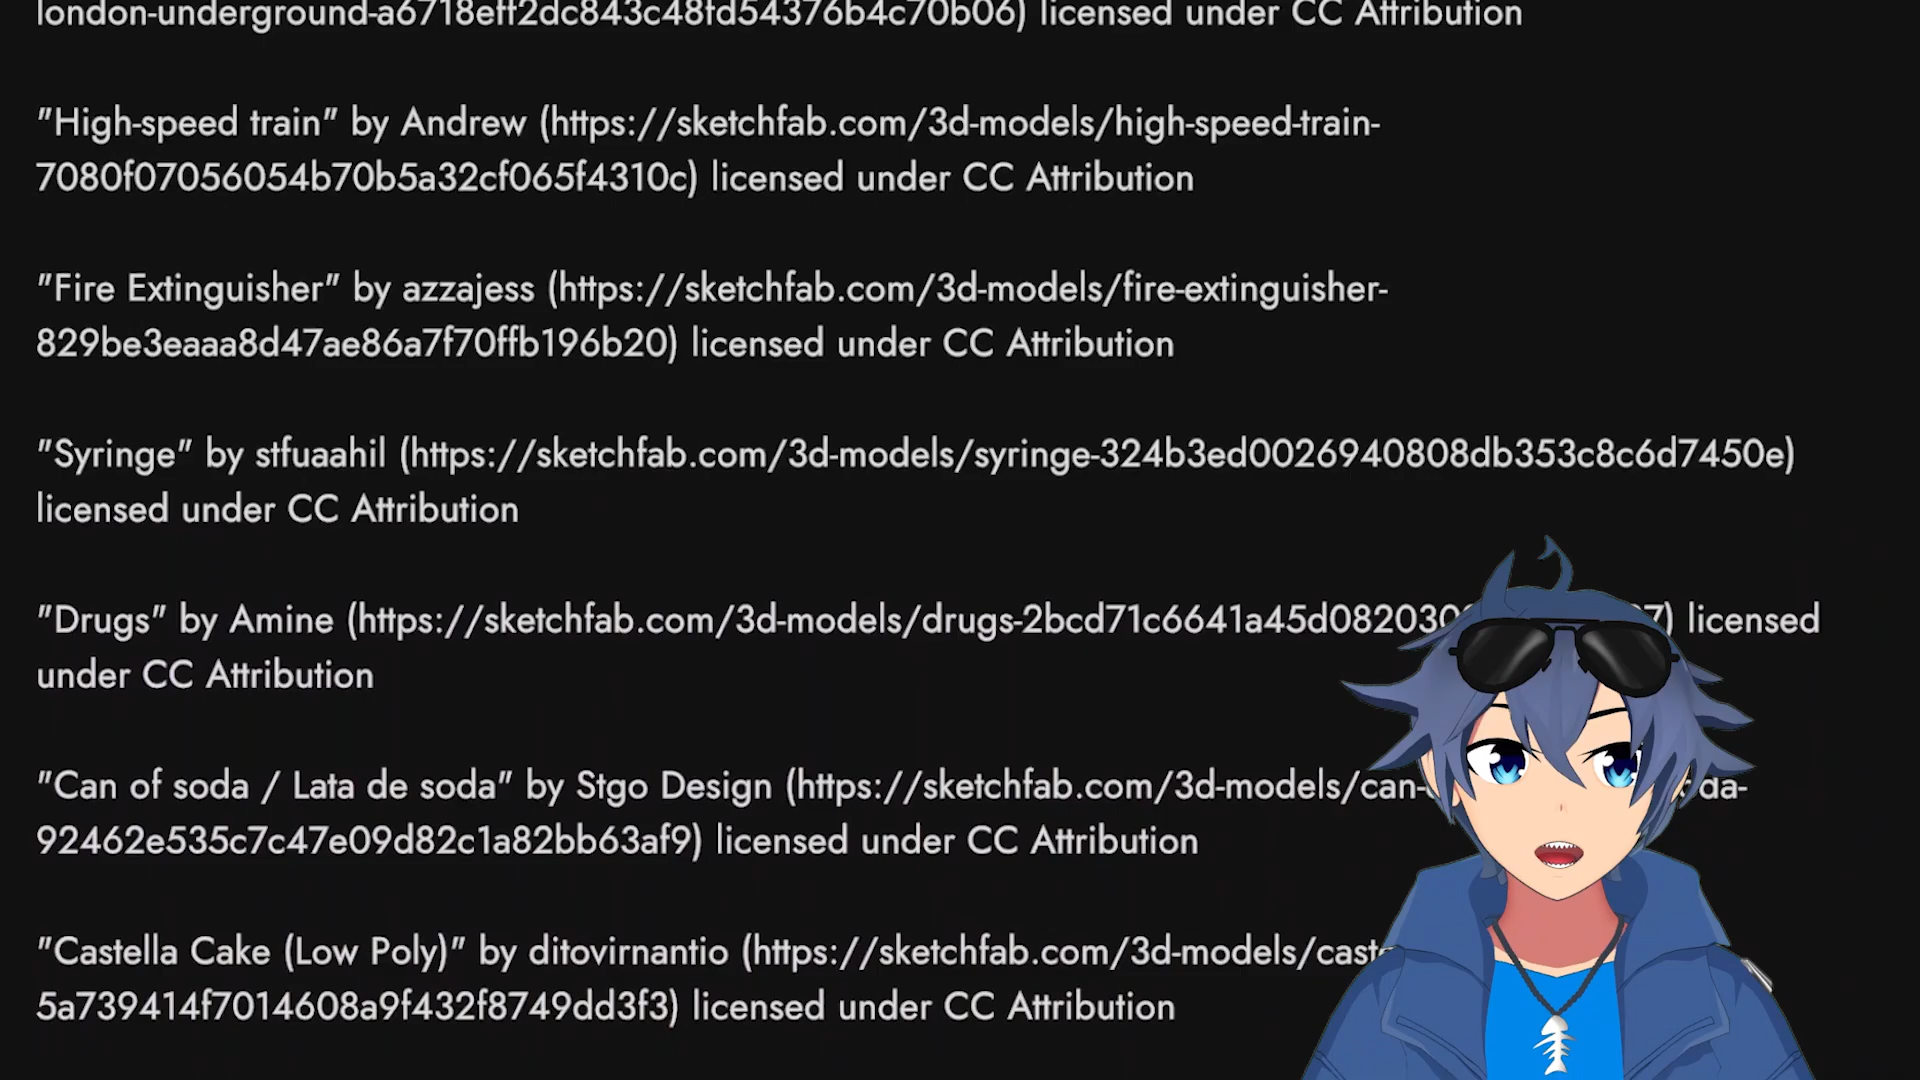 london-underground-a6718eff2dc843c48fd54376b4c70b06) licensed under CC Attribution
"High-speed train" by Andrew (https://sketchfab.com/3d-models/high-speed-train-
7080f07056054b70b5a32cf065f4310c) licensed under CC Attribution
"Fire Extinguisher" by azzajess (https://sketchfab.com/3d-models/fire-extinguisher-
829be3eaaa8d47ae86a7f70ffb196b20) licensed under CC Attribution
"Syringe" by stfuaahil (https://sketchfab.com/3d-models/syringe-324b3ed0026940808db353c8c6d7450e)
licensed under CC Attribution
"Drugs" by Amine (https://sketchfab.com/3d-models/drugs-2bcd71c6641a45d082030 7) licensed
under CC Attribution
"Can of soda / Lata de soda" by Stgo Design (https://sketchfab.com/3d-models/can- da-
92462e535c7c47e09d82c1a82bb63af9) licensed under CC Attribution
"Castella Cake (Low Poly)" by ditovirnantio (https://sketchfab.com/3d-models/cast
5a739414f7014608a9f432f8749dd3f3) licensed under CC Attribution